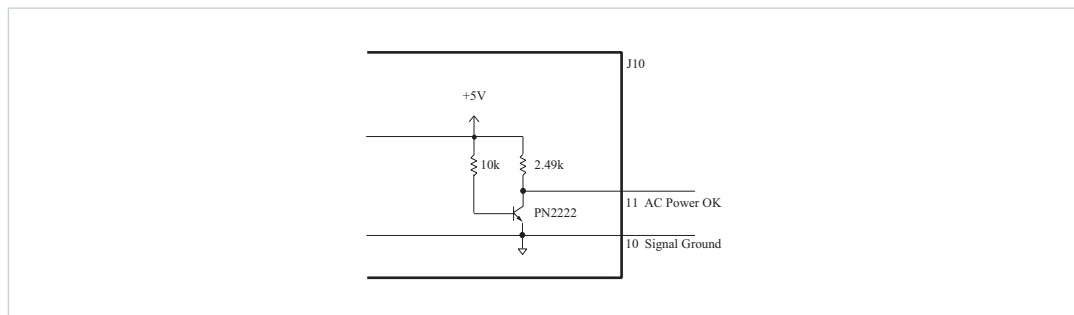 J10
+5V
10k
2.49k
11 AC Power OK
PN2222
10 Signal Ground